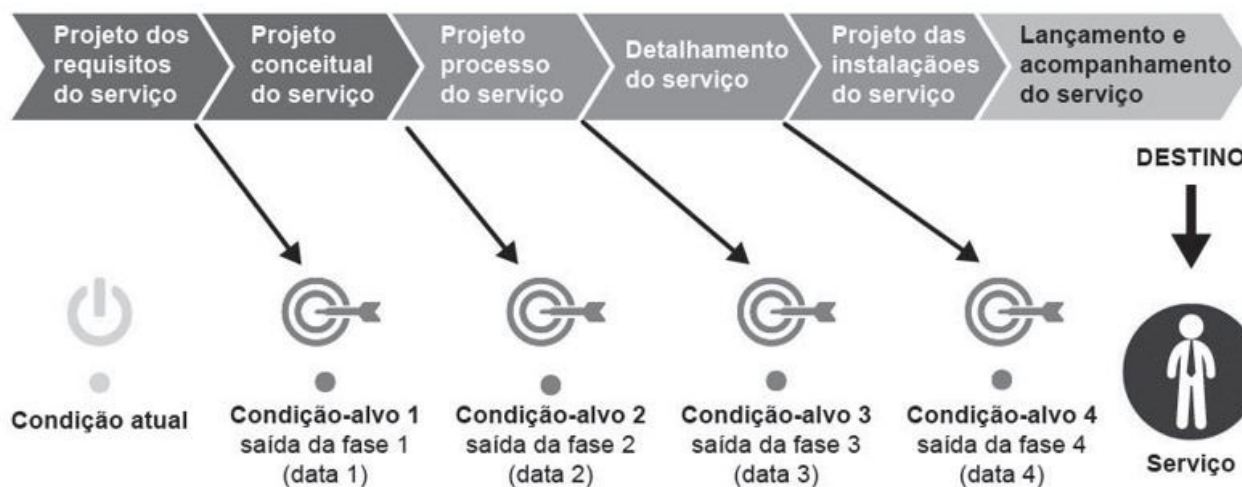 Projeto dos
requisitos
do serviço
Projeto
conceitual
do serviço
Projeto
processo
do serviço
Detalhamento
do serviço
Projeto das
instalaçãoes
do serviço
Lançamento e
acompanhamento
do serviço
DESTINO
Condição atual
Condição-alvo 1
saída da fase 1
(data 1)
Condição-alvo 2
saída da fase 2
(data 2)
Condição-alvo 3
saída da fase 3
(data 3)
Condição-alvo 4
saída da fase 4
(data 4)
Serviço